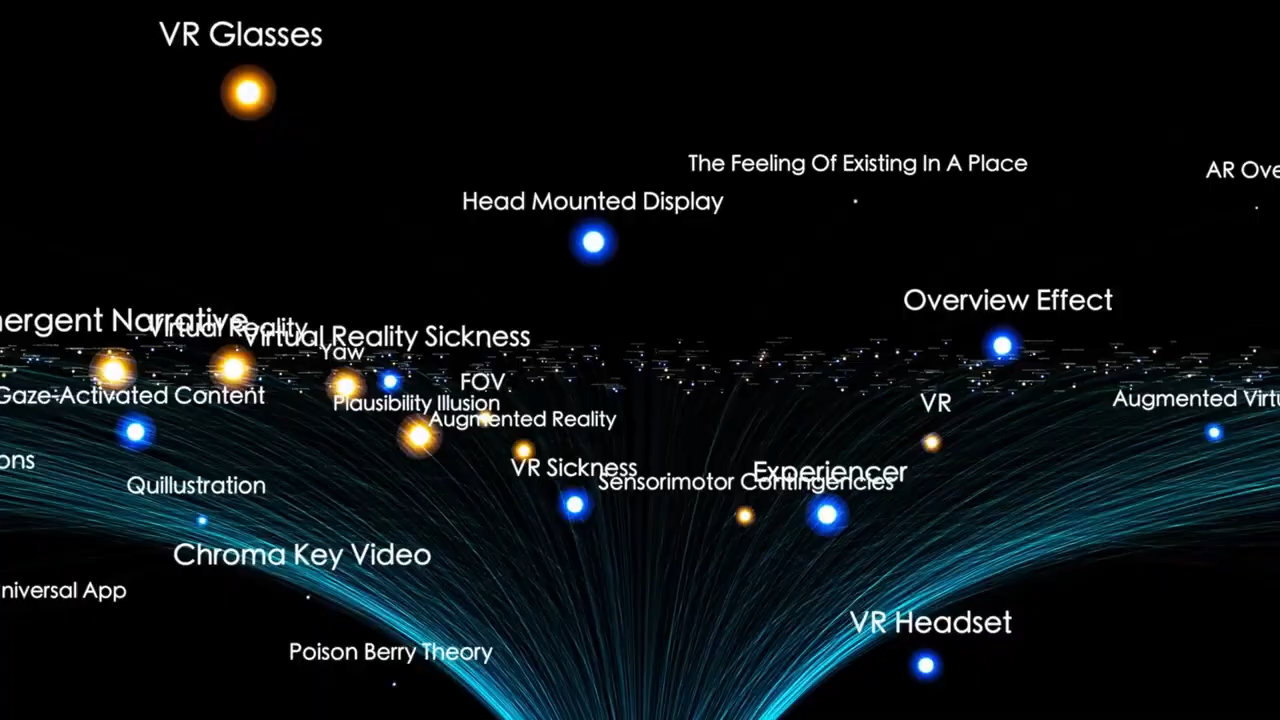 VR Glasses
The Feeling Of Existing In A Place
AR Ove
Head Mounted Display
Overview Effect
nergent Narrative
Virtual Reality
Virtual Reality Sickness
Yaw
FOV
Gaze-Activated Content
Plausibility Illusion
VR
Augmented Virtu
Augmented Reality
ons
VR Sickness
Experiencer
Sensorimotor Contingencies
Quillustration
Chroma Key Video
niversal App
VR Headset
Poison Berry Theory